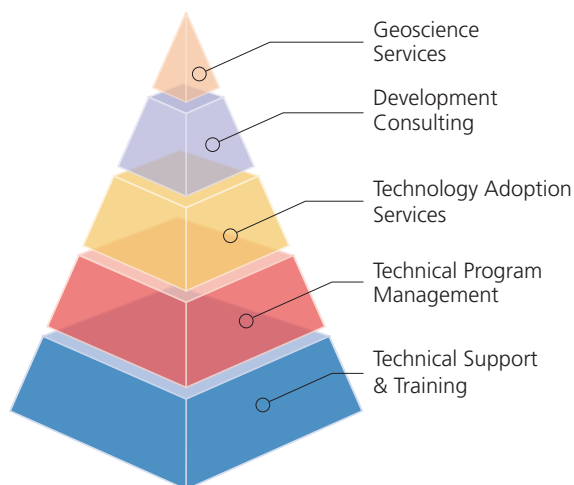 Geoscience
Services
Development
Consulting
Technology Adoption
Services
Technical Program
Management
Technical Support
& Training